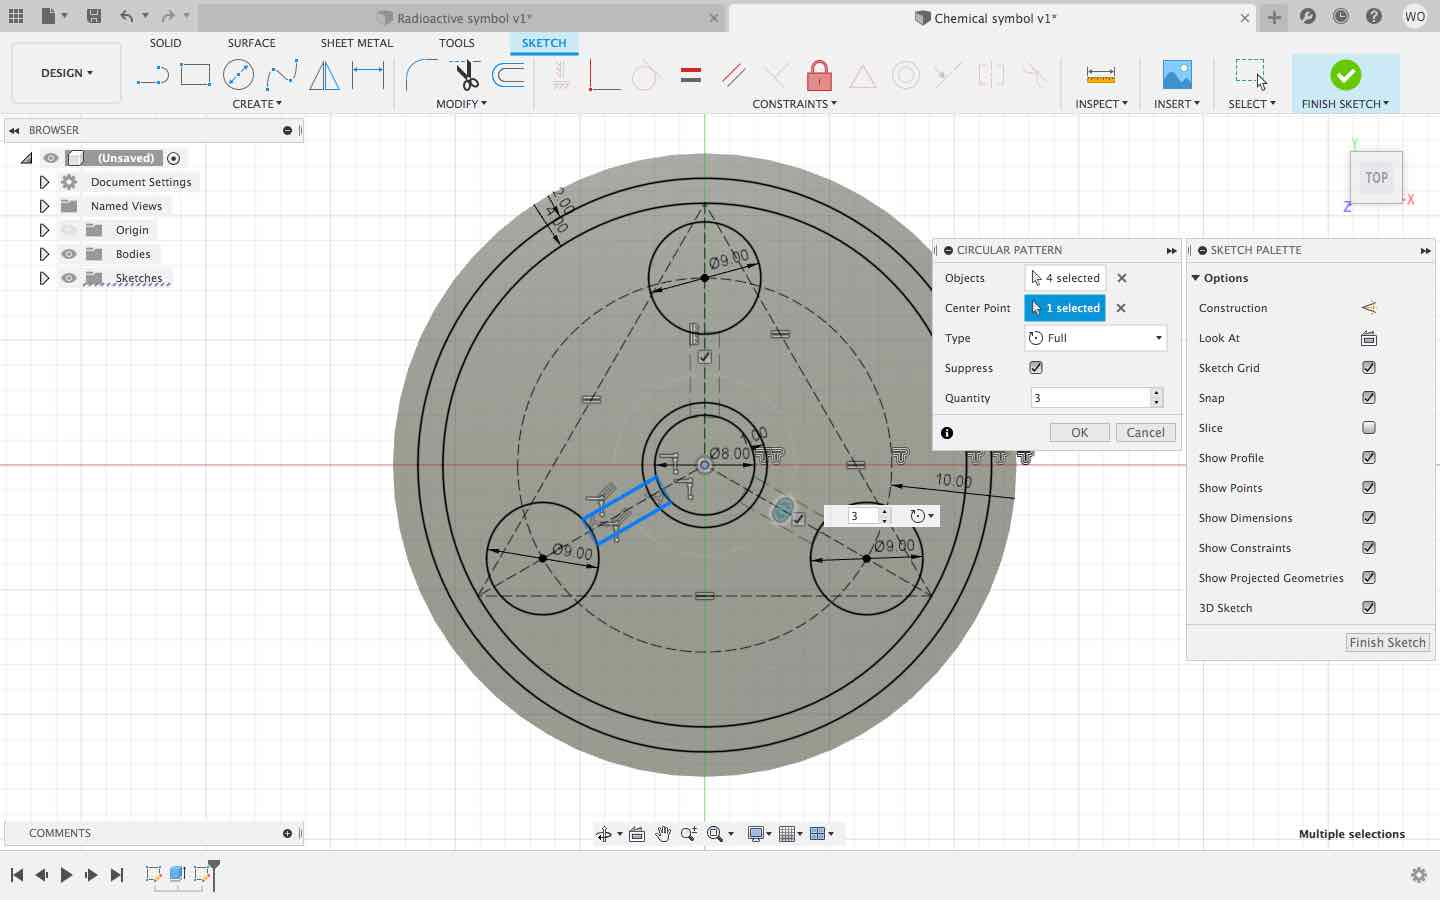 Radioactive symbol v1*
Chemical symbol v1*
WO
DESIGN
SOLID SURFACE SHEET METAL TOOLS SKETCH
CREATE MODIFY CONSTRAINTS INSPECT INSERT SELECT FINISH SKETCH
BROWSER
(Unsaved)
Document Settings
Named Views
Origin
Bodies
Sketches
Y
TOP
Z
X
2.00
4.00
Ø9.00
1.00
Ø8.00
10.00
Ø9.00
Ø9.00
3
CIRCULAR PATTERN
Objects 4 selected
Center Point 1 selected
Type Full
Suppress
Quantity 3
OK Cancel
SKETCH PALETTE
Options
Construction
Look At
Sketch Grid
Snap
Slice
Show Profile
Show Points
Show Dimensions
Show Constraints
Show Projected Geometries
3D Sketch
Finish Sketch
COMMENTS
Multiple selections